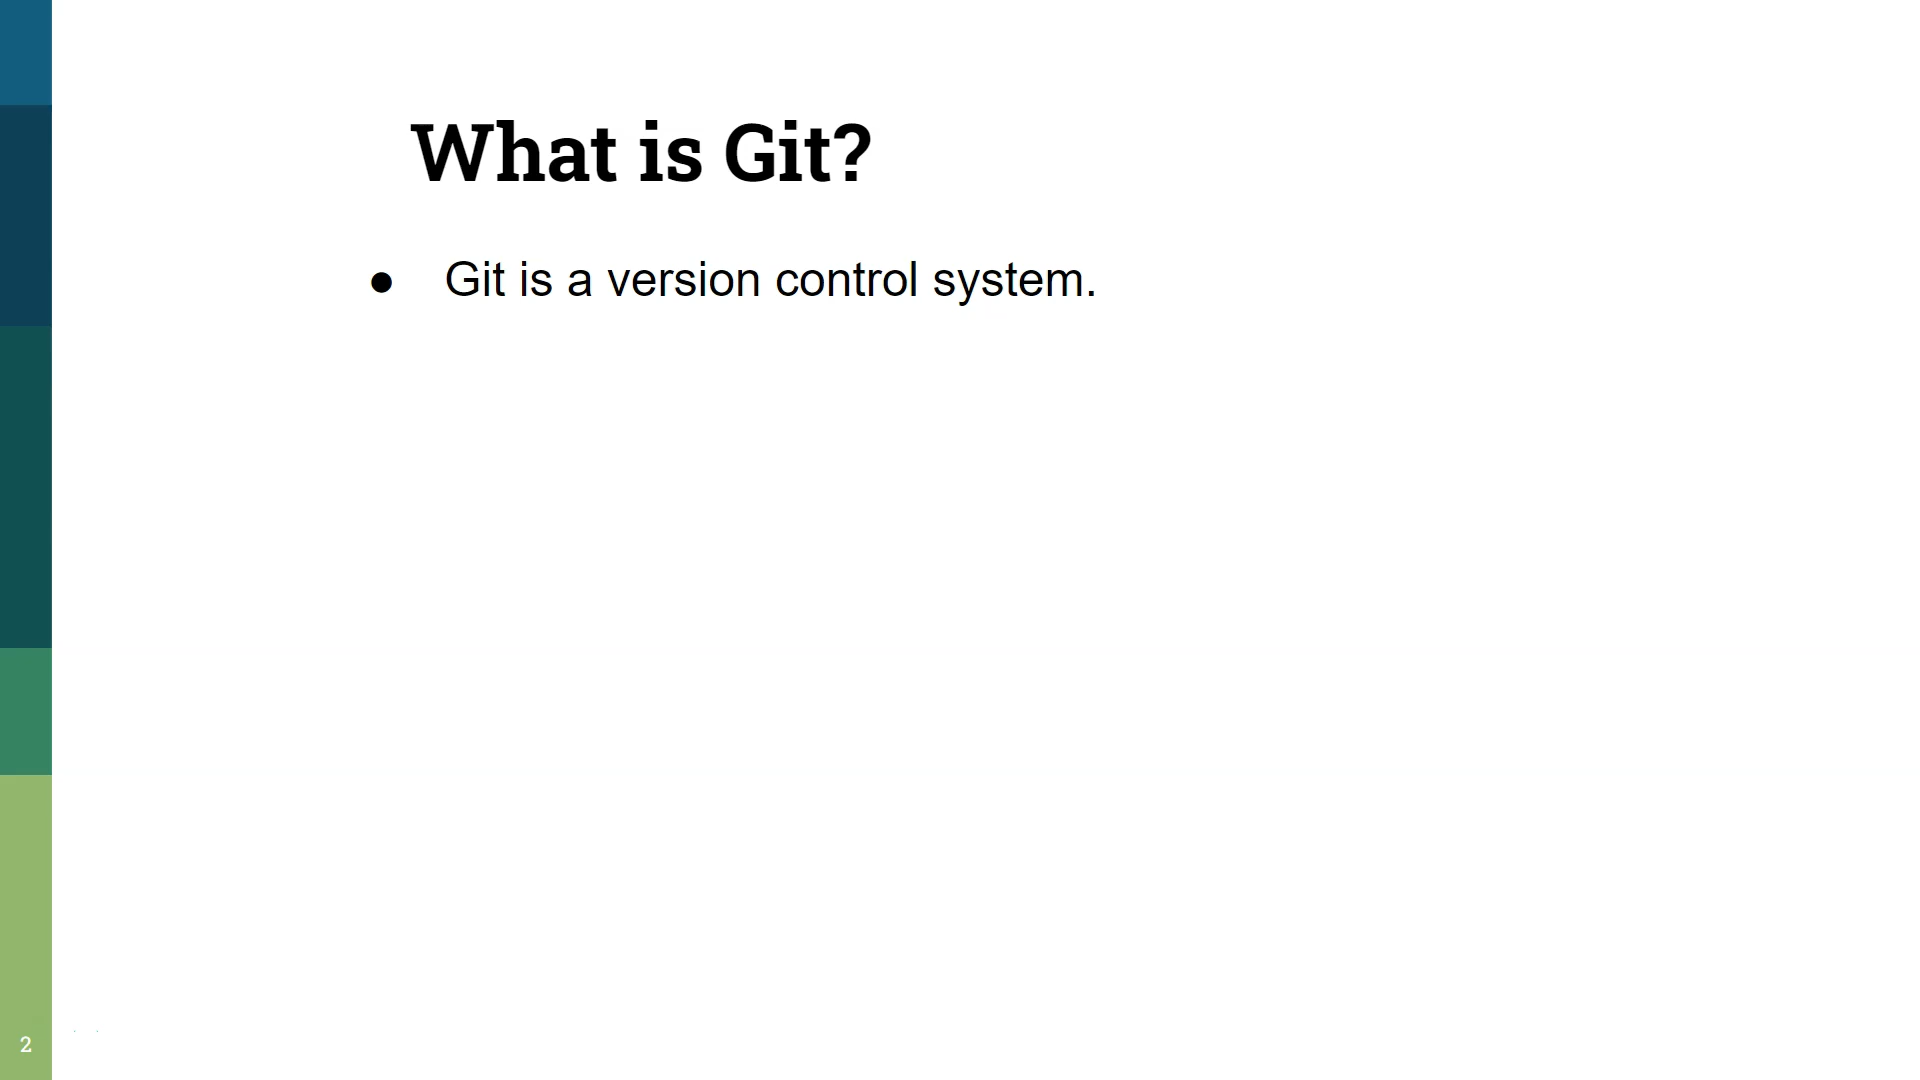 What is Git?
● Git is a version control system.
2